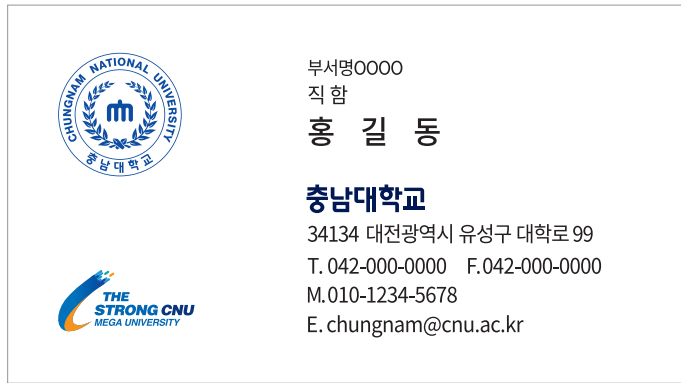 CHUNGNAM NATIONAL UNIVERSITY
충남대학교
THE
STRONG CNU
MEGA UNIVERSITY
부서명OOOO
직 함
홍 길 동
충남대학교
34134 대전광역시 유성구 대학로 99
T. 042-000-0000 F. 042-000-0000
M.010-1234-5678
E. chungnam@cnu.ac.kr